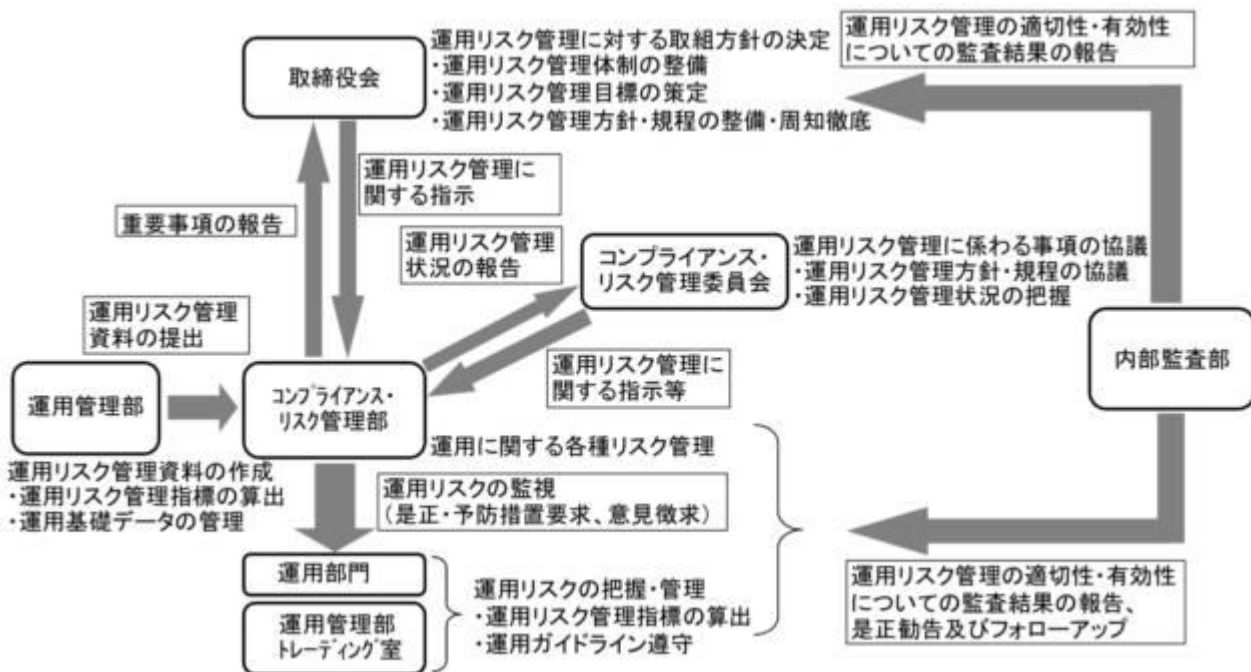 取締役会
運用リスク管理に対する取組方針の決定
・運用リスク管理体制の整備
・運用リスク管理目標の策定
・運用リスク管理方針・規程の整備・周知徹底
運用リスク管理の適切性・有効性
についての監査結果の報告
運用リスク管理に
関する指示
重要事項の報告
運用リスク管理
状況の報告
コンプライアンス・
リスク管理委員会
運用リスク管理に係わる事項の協議
・運用リスク管理方針・規程の協議
・運用リスク管理状況の把握
運用リスク管理
資料の提出
内部監査部
運用管理部
コンプライアンス・
リスク管理部
運用リスク管理に
関する指示等
運用に関する各種リスク管理
運用リスク管理資料の作成
・運用リスク管理指標の算出
・運用基礎データの管理
運用リスクの監視
（是正・予防措置要求、意見徴求）
運用部門
運用管理部
トレーディング室
運用リスクの把握・管理
・運用リスク管理指標の算出
・運用ガイドライン遵守
運用リスク管理の適切性・有効性
についての監査結果の報告、
是正勧告及びフォローアップ